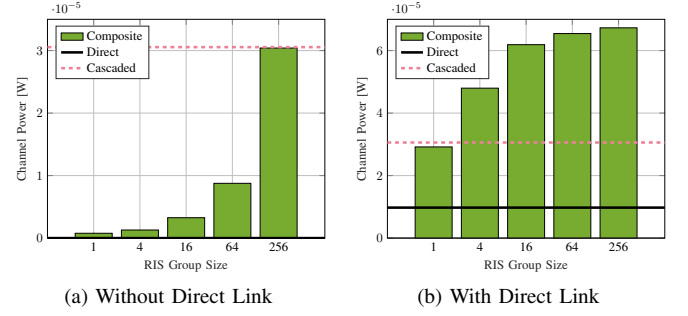 ·10⁻⁵
Composite
Direct
Cascaded
3
2
1
0
Channel Power [W]
1 4 16 64 256
RIS Group Size
(a) Without Direct Link
·10⁻⁵
Composite
Direct
Cascaded
6
4
2
0
Channel Power [W]
1 4 16 64 256
RIS Group Size
(b) With Direct Link